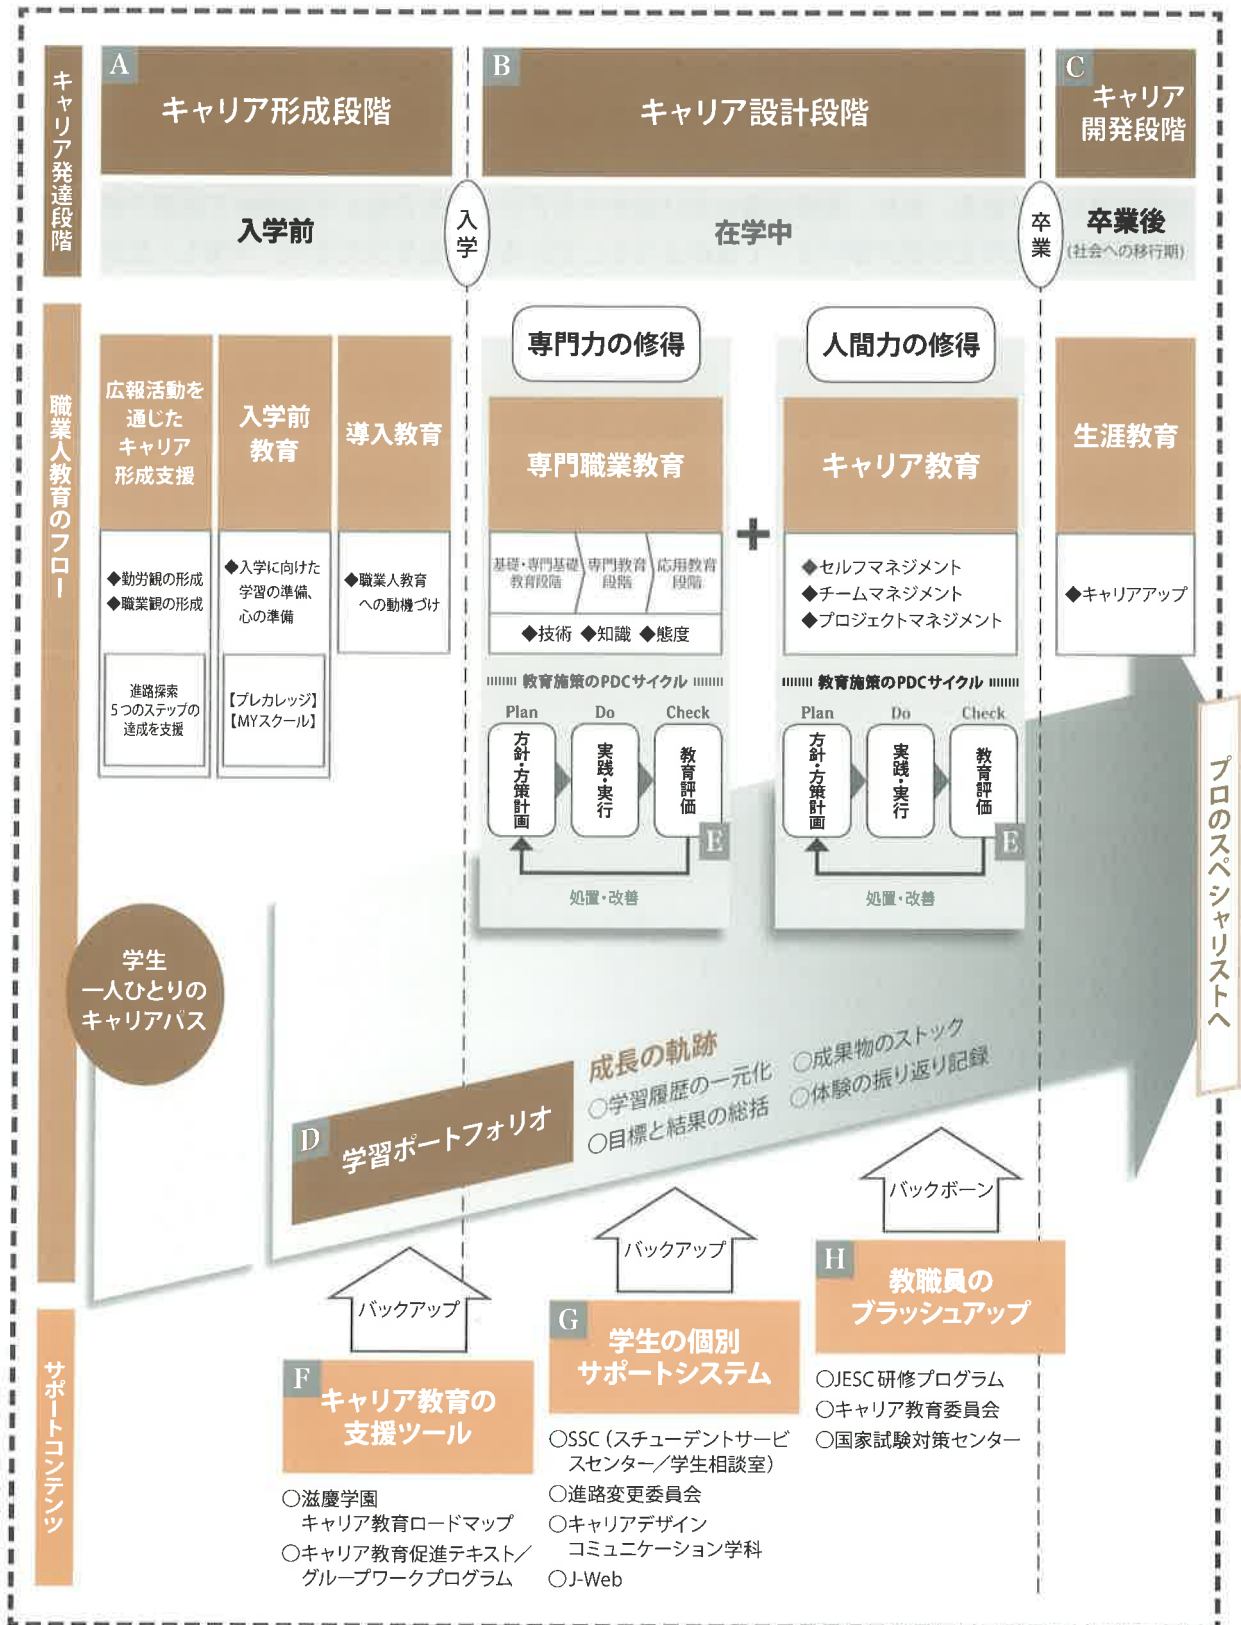 キャリア発達段階
A
キャリア形成段階
B
キャリア設計段階
C
キャリア
開発段階
入学前
入学
在学中
卒業
卒業後
(社会への移行期)
職業人教育のフロー
広報活動を
通じた
キャリア
形成支援
◆勤労観の形成
◆職業観の形成
進路探索
5つのステップの
達成を支援
入学前
教育
◆入学に向けた
学習の準備、
心の準備
【プレカレッジ】
【MYスクール】
導入教育
◆職業人教育
への動機づけ
専門力の修得
専門職業教育
基礎・専門基礎
教育段階
専門教育
段階
応用教育
段階
◆技術 ◆知識 ◆態度
教育施策のPDCサイクル
Plan
Do
Check
方針・方策計画
実践・実行
教育評価
E
処置・改善
+
人間力の修得
キャリア教育
◆セルフマネジメント
◆チームマネジメント
◆プロジェクトマネジメント
教育施策のPDCサイクル
Plan
Do
Check
方針・方策計画
実践・実行
教育評価
E
処置・改善
生涯教育
◆キャリアアップ
プロのスペシャリストへ
学生
一人ひとりの
キャリアパス
D
学習ポートフォリオ
成長の軌跡
○学習履歴の一元化
○成果物のストック
○目標と結果の総括
○体験の振り返り記録
サポートコンテンツ
バックアップ
F
キャリア教育の
支援ツール
○滋慶学園
キャリア教育ロードマップ
○キャリア教育促進テキスト／
グループワークプログラム
バックアップ
G
学生の個別
サポートシステム
○SSC（スチューデントサービ
スセンター／学生相談室）
○進路変更委員会
○キャリアデザイン
コミュニケーション学科
○J-Web
バックボーン
H
教職員の
ブラッシュアップ
○JESC研修プログラム
○キャリア教育委員会
○国家試験対策センター